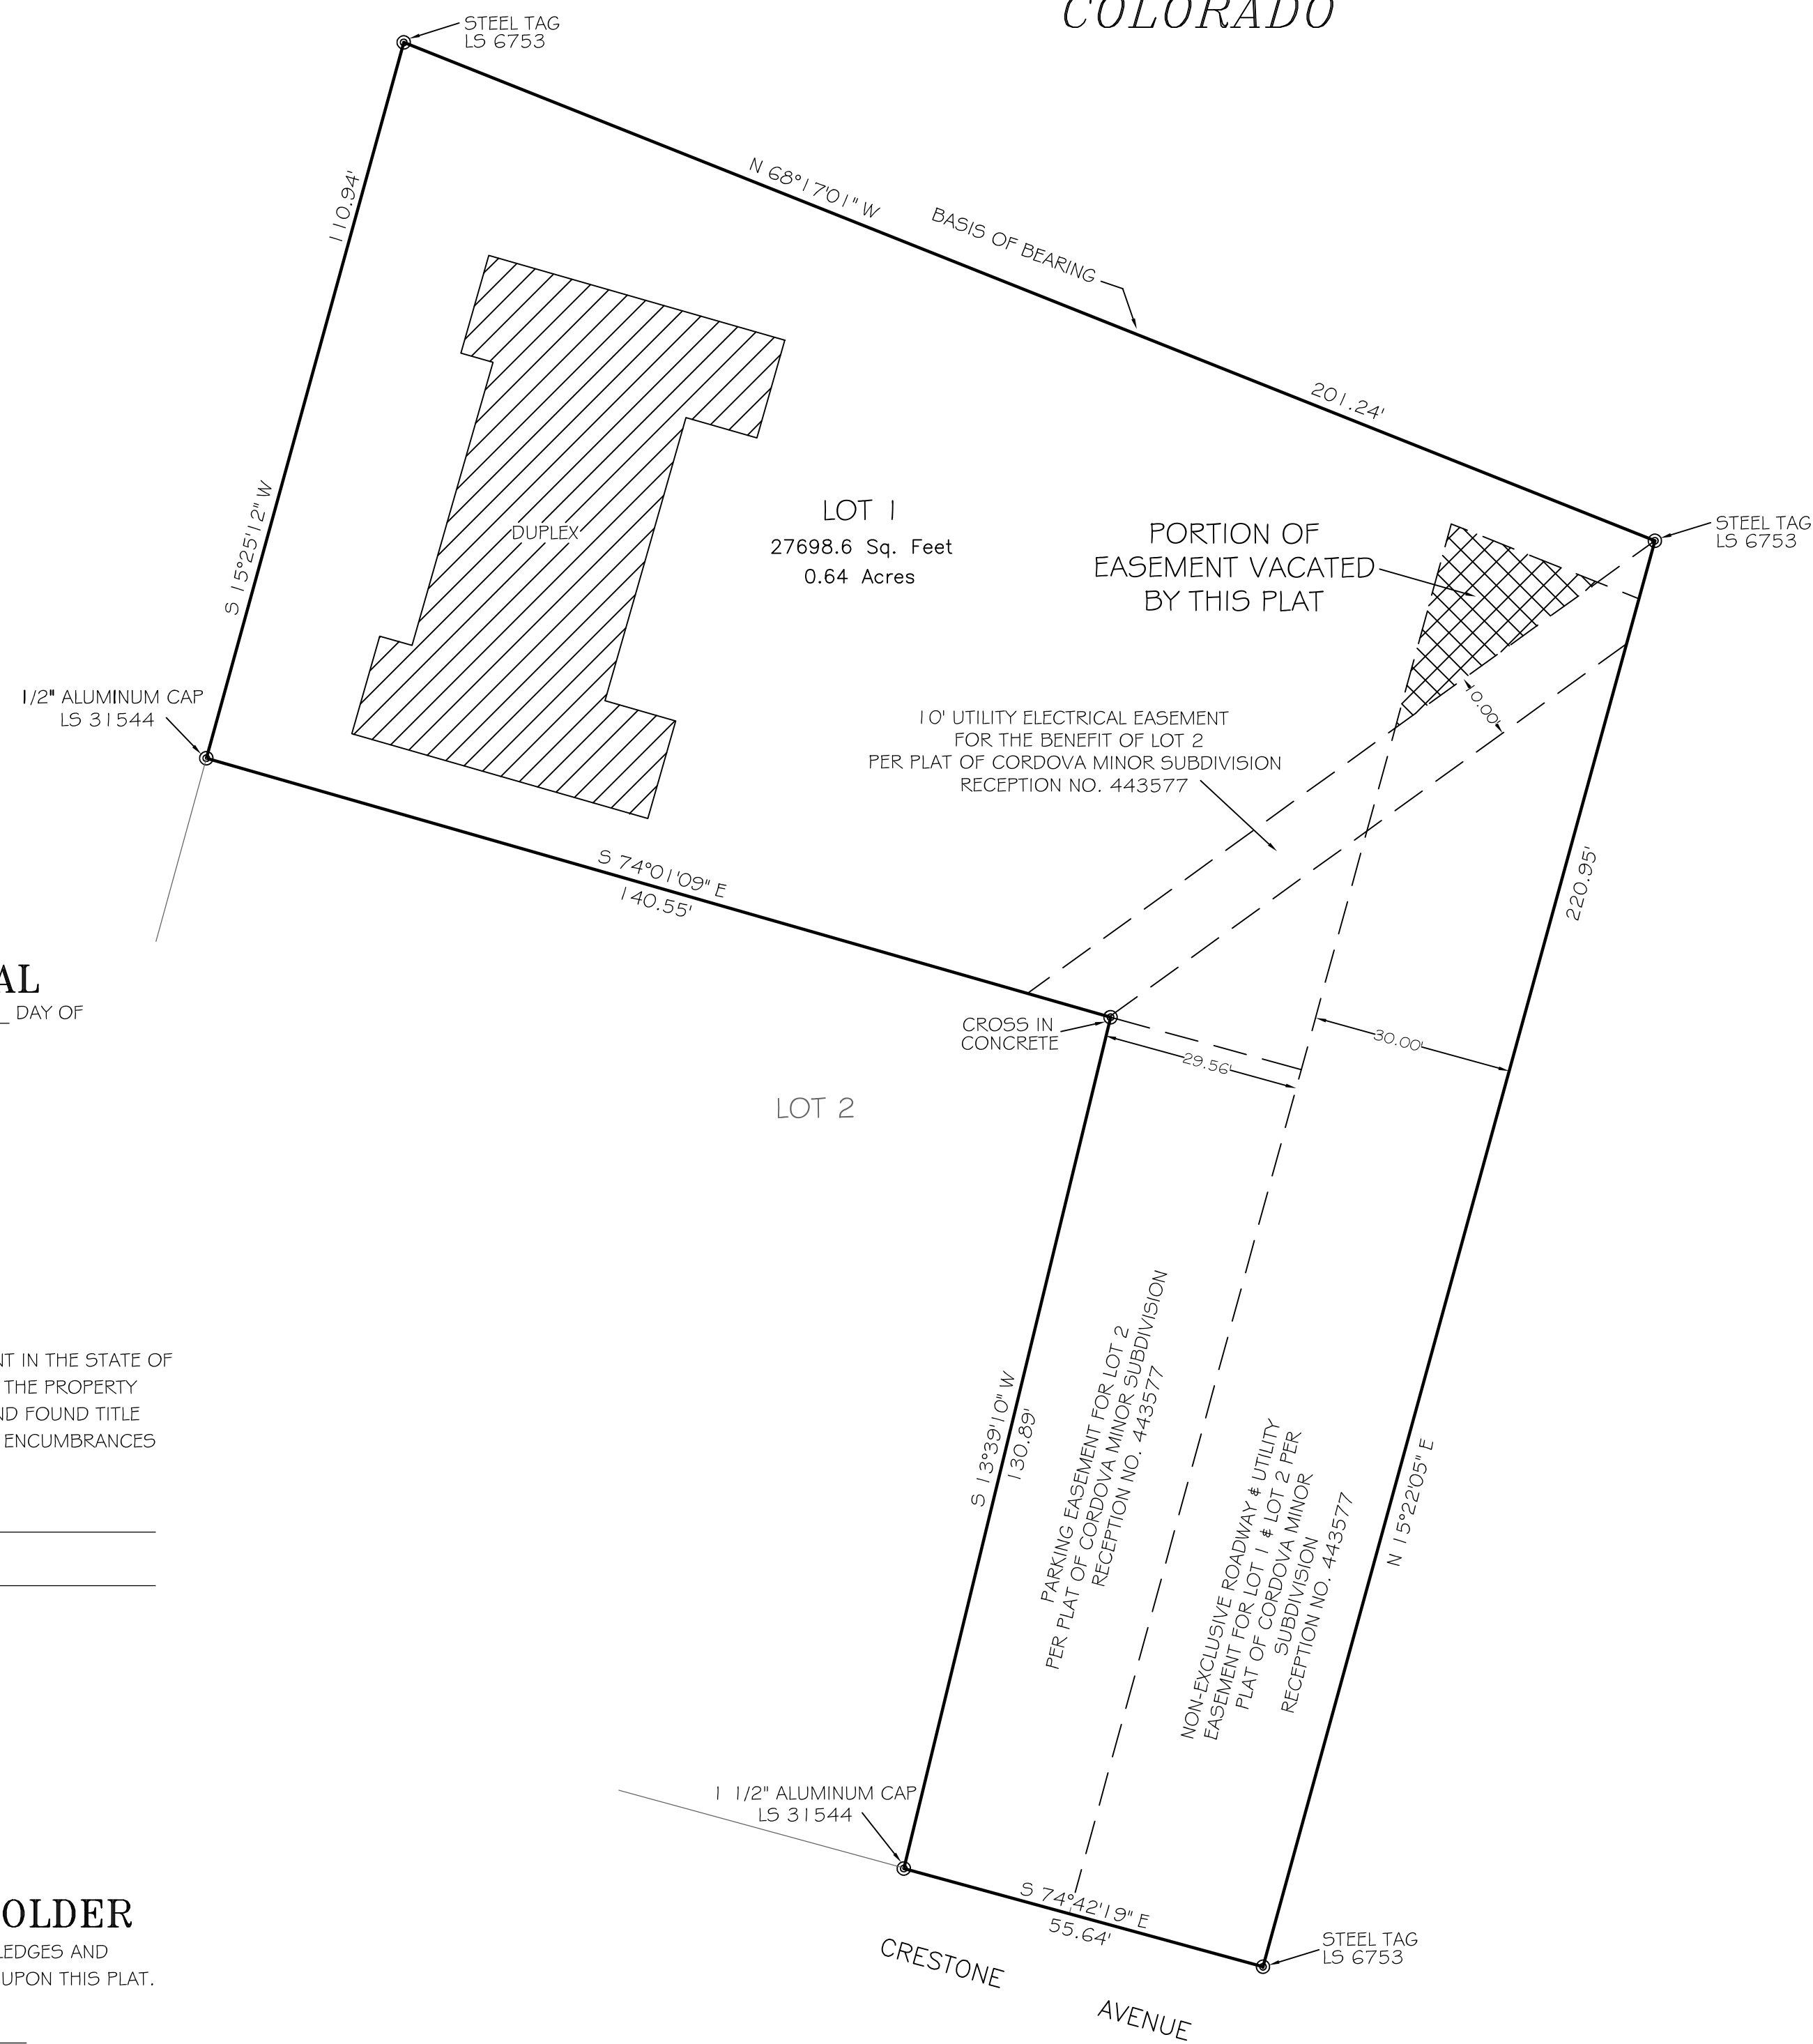 COLORADO
STEEL TAG
LS 6753
N 68°17'01" W
BASIS OF BEARING
110.94'
201.24'
LOT 1
27698.6 Sq. Feet
0.64 Acres
PORTION OF
EASEMENT VACATED
BY THIS PLAT
STEEL TAG
LS 6753
DUPLEX
S 15°25'12" W
1/2" ALUMINUM CAP
LS 31544
10.00'
10' UTILITY ELECTRICAL EASEMENT
FOR THE BENEFIT OF LOT 2
PER PLAT OF CORDOVA MINOR SUBDIVISION
RECEPTION NO. 443577
S 74°01'09" E
140.55'
220.95'
AL
DAY OF
CROSS IN
CONCRETE
29.56'
30.00'
LOT 2
NT IN THE STATE OF
THE PROPERTY
ND FOUND TITLE
ENCUMBRANCES
S 13°39'10" W
130.89'
PARKING EASEMENT FOR LOT 2
PER PLAT OF CORDOVA MINOR SUBDIVISION
RECEPTION NO. 443577
NON-EXCLUSIVE ROADWAY & UTILITY
EASEMENT FOR LOT 1 & LOT 2 PER
PLAT OF CORDOVA MINOR
SUBDIVISION
RECEPTION NO. 443577
N 15°22'05" E
1 1/2" ALUMINUM CAP
LS 31544
S 74°42'19" E
55.64'
OLDER
LEDGES AND
UPON THIS PLAT.
STEEL TAG
LS 6753
CRESTONE
AVENUE